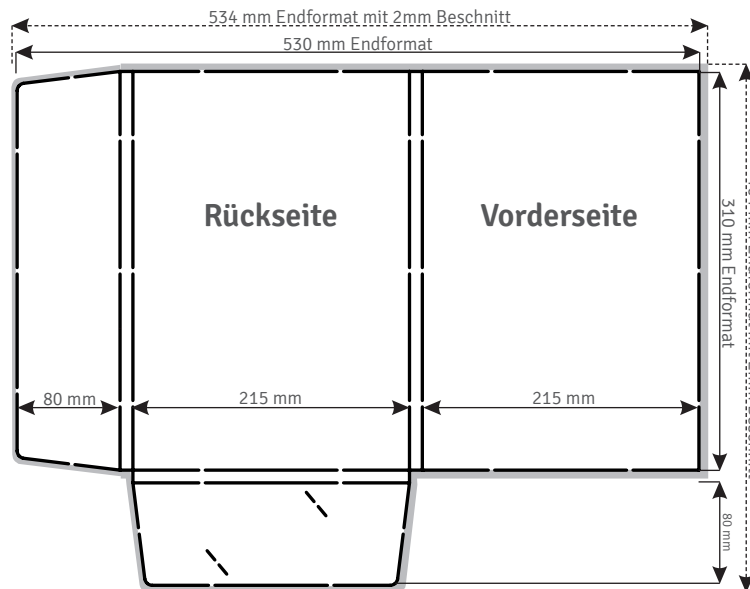 534 mm Endformat mit 2mm Beschnitt
530 mm Endformat
Rückseite
Vorderseite
310 mm Endformat
80 mm
215 mm
215 mm
80 mm